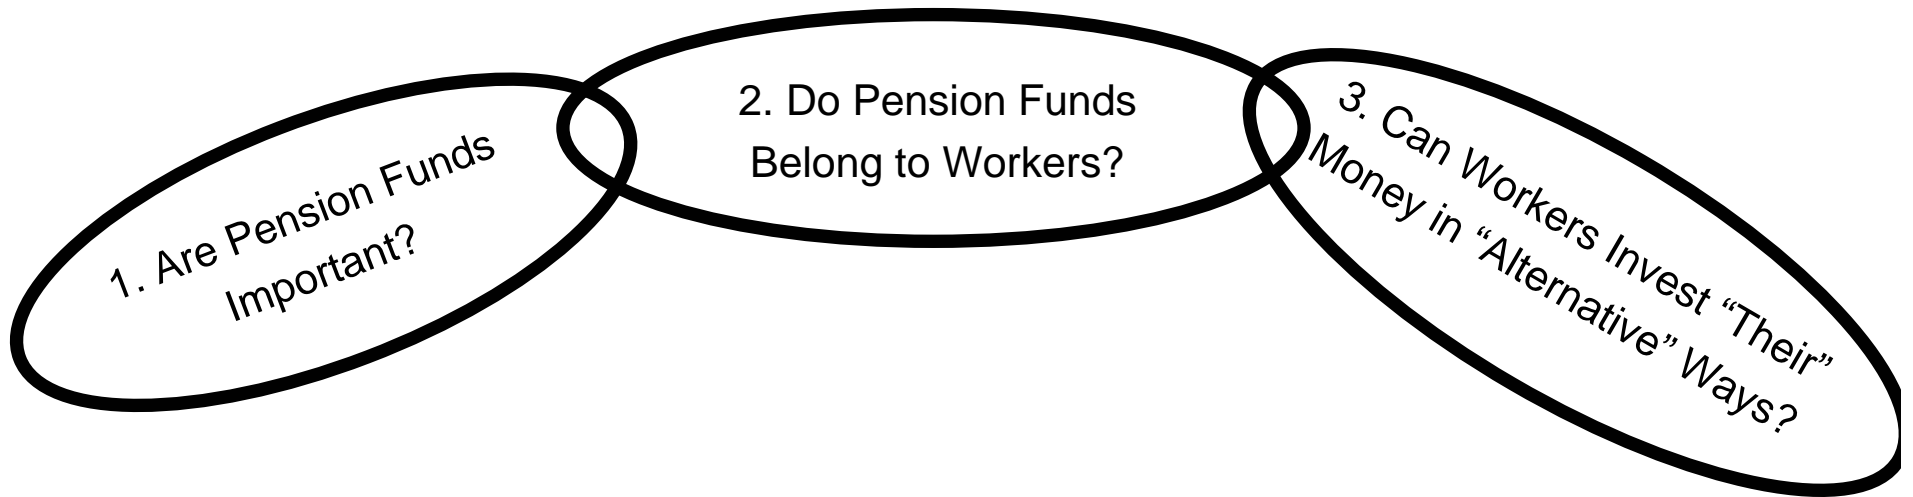 1. Are Pension Funds
Important?
2. Do Pension Funds
Belong to Workers?
3. Can Workers Invest “Their”
Money in “Alternative” Ways?